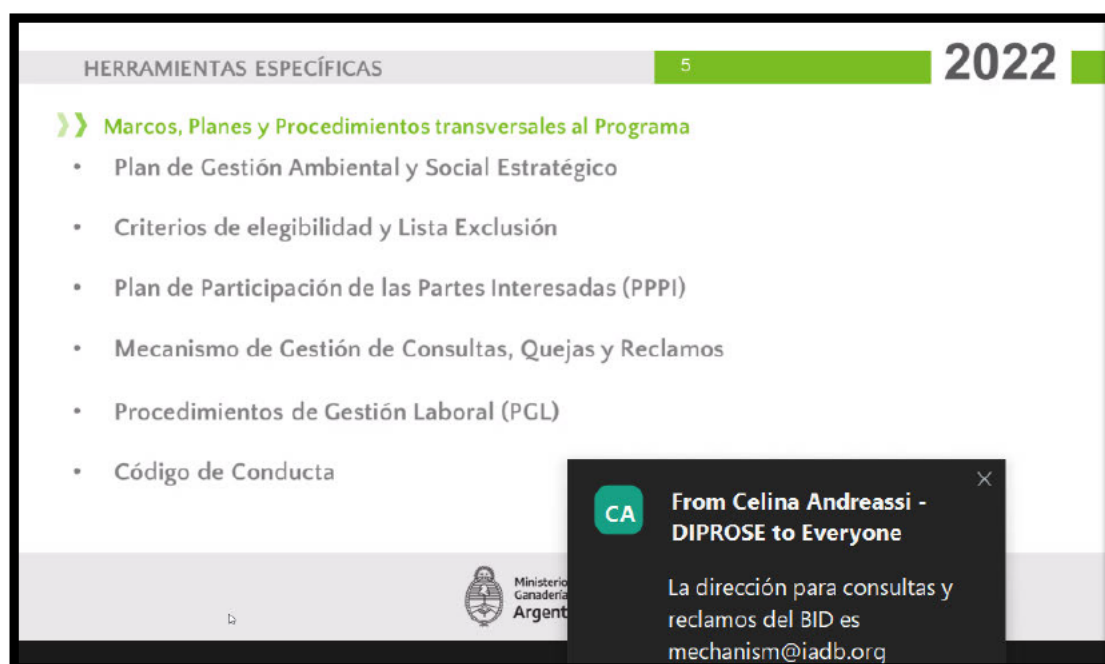 HERRAMIENTAS ESPECÍFICAS 5 2022
Marcos, Planes y Procedimientos transversales al Programa
• Plan de Gestión Ambiental y Social Estratégico
• Criterios de elegibilidad y Lista Exclusión
• Plan de Participación de las Partes Interesadas (PPPI)
• Mecanismo de Gestión de Consultas, Quejas y Reclamos
• Procedimientos de Gestión Laboral (PGL)
• Código de Conducta
CA
From Celina Andreassi -
DIPROSE to Everyone
La dirección para consultas y
reclamos del BID es
mechanism@iadb.org
Ministerio
Ganadería
Argent